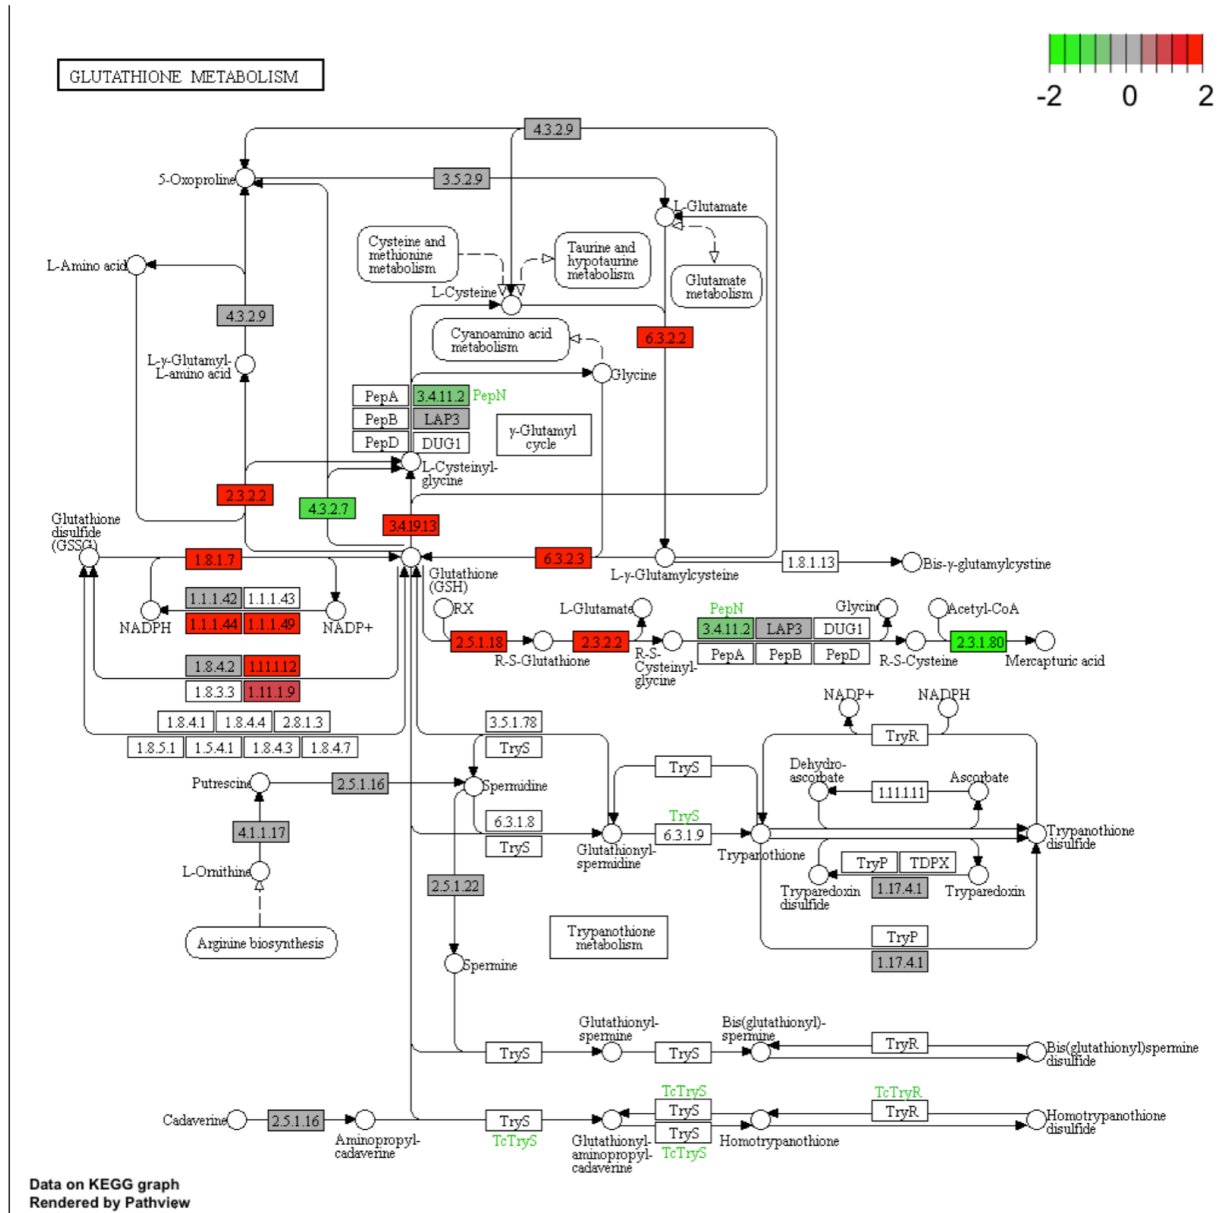 GLUTATHIONE METABOLISM
-2
0
2
4.3.2.9
5-Oxoproline
3.5.2.9
L-Glutamate
Cysteine and
methionine
metabolism
Taurine and
hypotaurine
metabolism
Glutamate
metabolism
L-Amino acid
L-Cysteine
4.3.2.9
Cyanoamino acid
metabolism
6.3.2.2
L-γ-Glutamyl-
L-amino acid
Glycine
PepA
3.4.11.2
PepN
PepB
LAP3
PepD
DUG1
γ-Glutamyl
cycle
L-Cysteinyl-
glycine
2.3.2.2
4.3.2.7
3.4.19.13
Glutathione
disulfide
(GSSG)
1.8.1.7
6.3.2.3
Glutathione
(GSH)
L-γ-Glutamylcysteine
1.8.1.13
Bis-γ-glutamylcystine
1.1.1.42
1.1.1.43
NADPH
1.1.1.44
1.1.1.49
NADP+
RX
L-Glutamate
PepN
Glycine
Acetyl-CoA
2.5.1.18
2.3.2.2
3.4.11.2
LAP3
DUG1
2.3.1.80
R-S-Glutathione
R-S-
Cysteinyl-
glycine
PepA
PepB
PepD
R-S-Cysteine
Mercapturic acid
1.8.4.2
1.11.1.12
1.8.3.3
1.11.1.9
1.8.4.1
1.8.4.4
2.8.1.3
1.8.5.1
1.5.4.1
1.8.4.3
1.8.4.7
3.5.1.78
TryS
NADP+
NADPH
TryR
Putrescine
2.5.1.16
Spermidine
TryS
Dehydro-
ascorbate
1.11.1.11
Ascorbate
4.1.1.17
6.3.1.8
TryS
Glutathionyl-
spermidine
TryS
6.3.1.9
Trypanothione
Trypanothione
disulfide
L-Ornithine
2.5.1.22
TryP
TDPX
1.17.4.1
Tryparedoxin
disulfide
Tryparedoxin
Arginine biosynthesis
Trypanothione
metabolism
TryP
1.17.4.1
Spermine
Glutathionyl-
spermine
Bis(glutathionyl)-
spermine
TryS
TryS
TryR
Bis(glutathionyl)spermine
disulfide
Cadaverine
2.5.1.16
Aminopropyl-
cadaverine
TryS
TcTryS
Glutathionyl-
aminopropyl-
cadaverine
TcTryS
TryS
TryS
TcTryS
Homotrypanothione
TcTryR
TryR
Homotrypanothione
disulfide
Data on KEGG graph
Rendered by Pathview